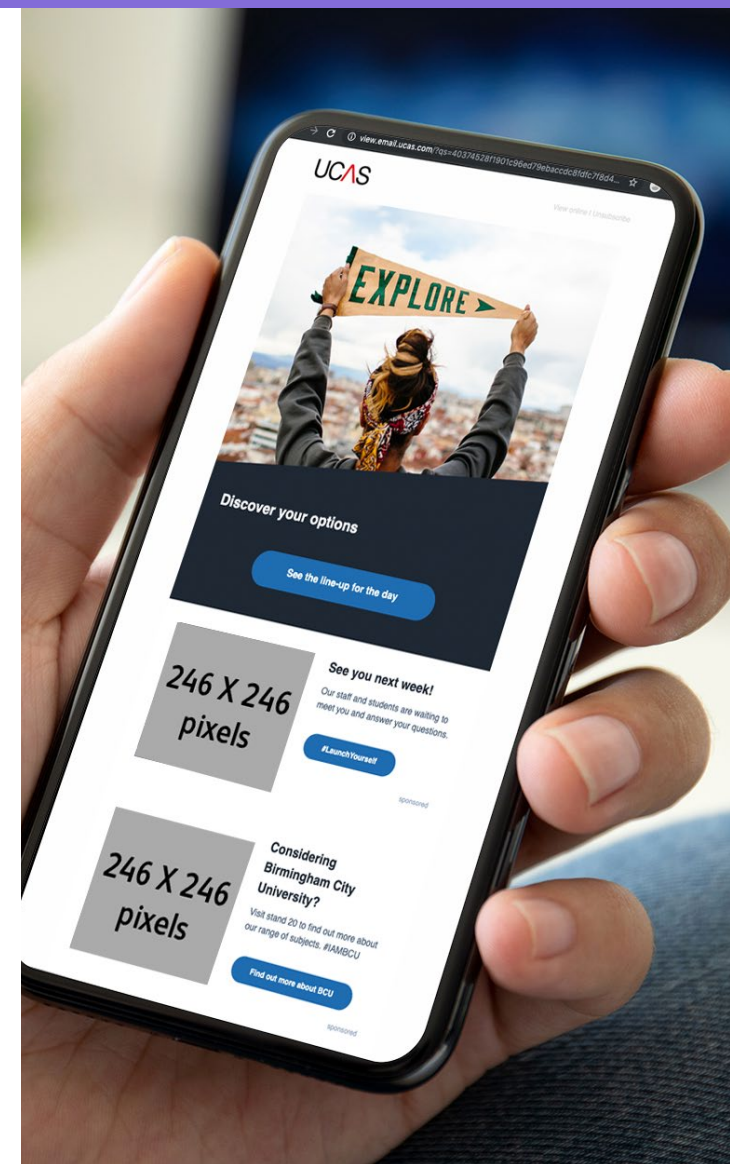 view.email.ucas.com/?qs=40374528f1901c96ed79ebaccdc8fdfc7f8d4...
UCAS
View online | Unsubscribe
EXPLORE
Discover your options
See the line-up for the day
246 X 246
pixels
See you next week!
Our staff and students are waiting to
meet you and answer your questions.
#LaunchYourself
sponsored
246 X 246
pixels
Considering
Birmingham City
University?
Visit stand 20 to find out more about
our range of subjects. #IAMBCU
Find out more about BCU
sponsored